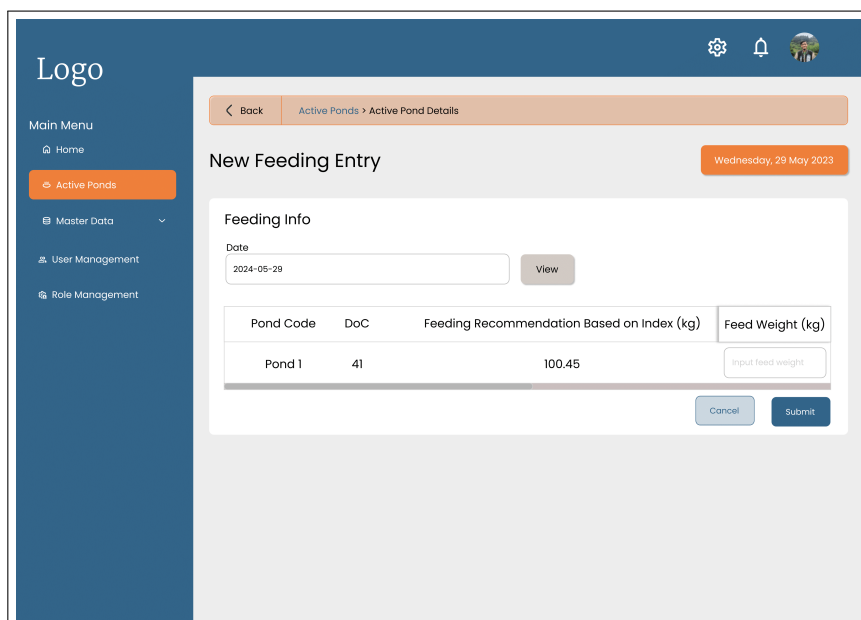 Logo
Main Menu
Home
Active Ponds
Master Data
User Management
Role Management
Back
Active Ponds > Active Pond Details
New Feeding Entry
Wednesday, 29 May 2023
Feeding Info
Date
2024-05-29
View
Pond Code DoC Feeding Recommendation Based on Index (kg) Feed Weight (kg)
Pond 1 41 100.45 Input feed weight
Cancel Submit